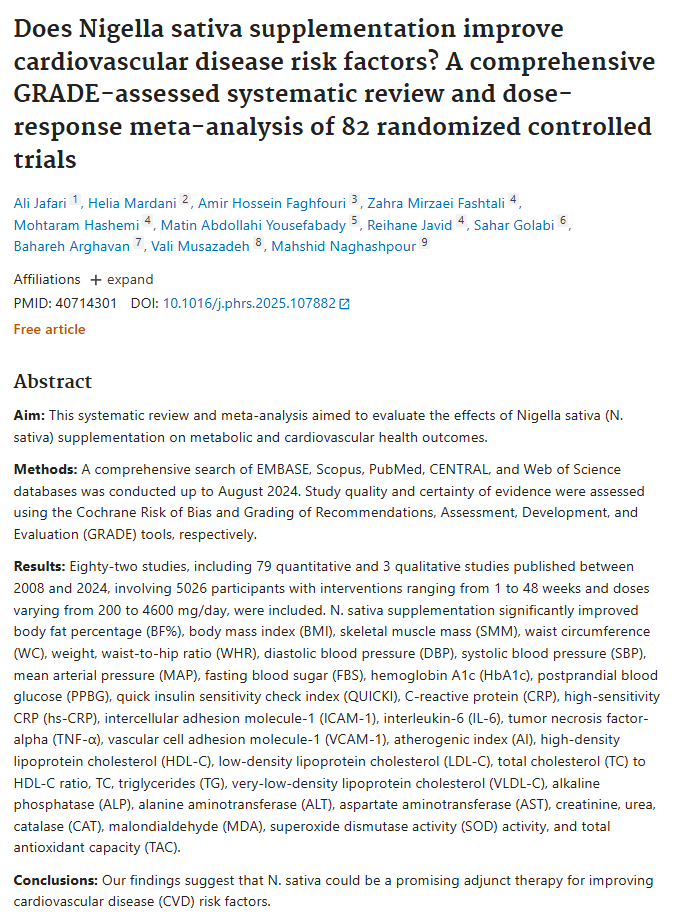 Does Nigella sativa supplementation improve
cardiovascular disease risk factors? A comprehensive
GRADE-assessed systematic review and dose-
response meta-analysis of 82 randomized controlled
trials
Ali Jafari 1, Helia Mardani 2, Amir Hossein Faghfouri 3, Zahra Mirzaei Fashtali 4,
Mohtaram Hashemi 4, Matin Abdollahi Yousefabady 5, Reihane Javid 4, Sahar Golabi 6,
Bahareh Arghavan 7, Vali Musazadeh 8, Mahshid Naghashpour 9
Affiliations + expand
PMID: 40714301 DOI: 10.1016/j.phrs.2025.107882
Free article
Abstract
Aim: This systematic review and meta-analysis aimed to evaluate the effects of Nigella sativa (N.
sativa) supplementation on metabolic and cardiovascular health outcomes.
Methods: A comprehensive search of EMBASE, Scopus, PubMed, CENTRAL, and Web of Science
databases was conducted up to August 2024. Study quality and certainty of evidence were assessed
using the Cochrane Risk of Bias and Grading of Recommendations, Assessment, Development, and
Evaluation (GRADE) tools, respectively.
Results: Eighty-two studies, including 79 quantitative and 3 qualitative studies published between
2008 and 2024, involving 5026 participants with interventions ranging from 1 to 48 weeks and doses
varying from 200 to 4600 mg/day, were included. N. sativa supplementation significantly improved
body fat percentage (BF%), body mass index (BMI), skeletal muscle mass (SMM), waist circumference
(WC), weight, waist-to-hip ratio (WHR), diastolic blood pressure (DBP), systolic blood pressure (SBP),
mean arterial pressure (MAP), fasting blood sugar (FBS), hemoglobin A1c (HbA1c), postprandial blood
glucose (PPBG), quick insulin sensitivity check index (QUICKI), C-reactive protein (CRP), high-sensitivity
CRP (hs-CRP), intercellular adhesion molecule-1 (ICAM-1), interleukin-6 (IL-6), tumor necrosis factor-
alpha (TNF-α), vascular cell adhesion molecule-1 (VCAM-1), atherogenic index (AI), high-density
lipoprotein cholesterol (HDL-C), low-density lipoprotein cholesterol (LDL-C), total cholesterol (TC) to
HDL-C ratio, TC, triglycerides (TG), very-low-density lipoprotein cholesterol (VLDL-C), alkaline
phosphatase (ALP), alanine aminotransferase (ALT), aspartate aminotransferase (AST), creatinine, urea,
catalase (CAT), malondialdehyde (MDA), superoxide dismutase activity (SOD) activity, and total
antioxidant capacity (TAC).
Conclusions: Our findings suggest that N. sativa could be a promising adjunct therapy for improving
cardiovascular disease (CVD) risk factors.